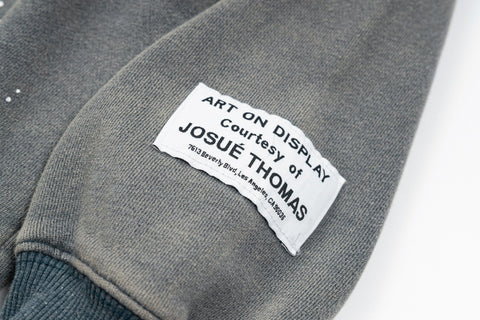 ART ON DISPLAY
Courtesy of
JOSUÉ THOMAS
7613 Beverly Blvd, Los Angeles, CA 90036